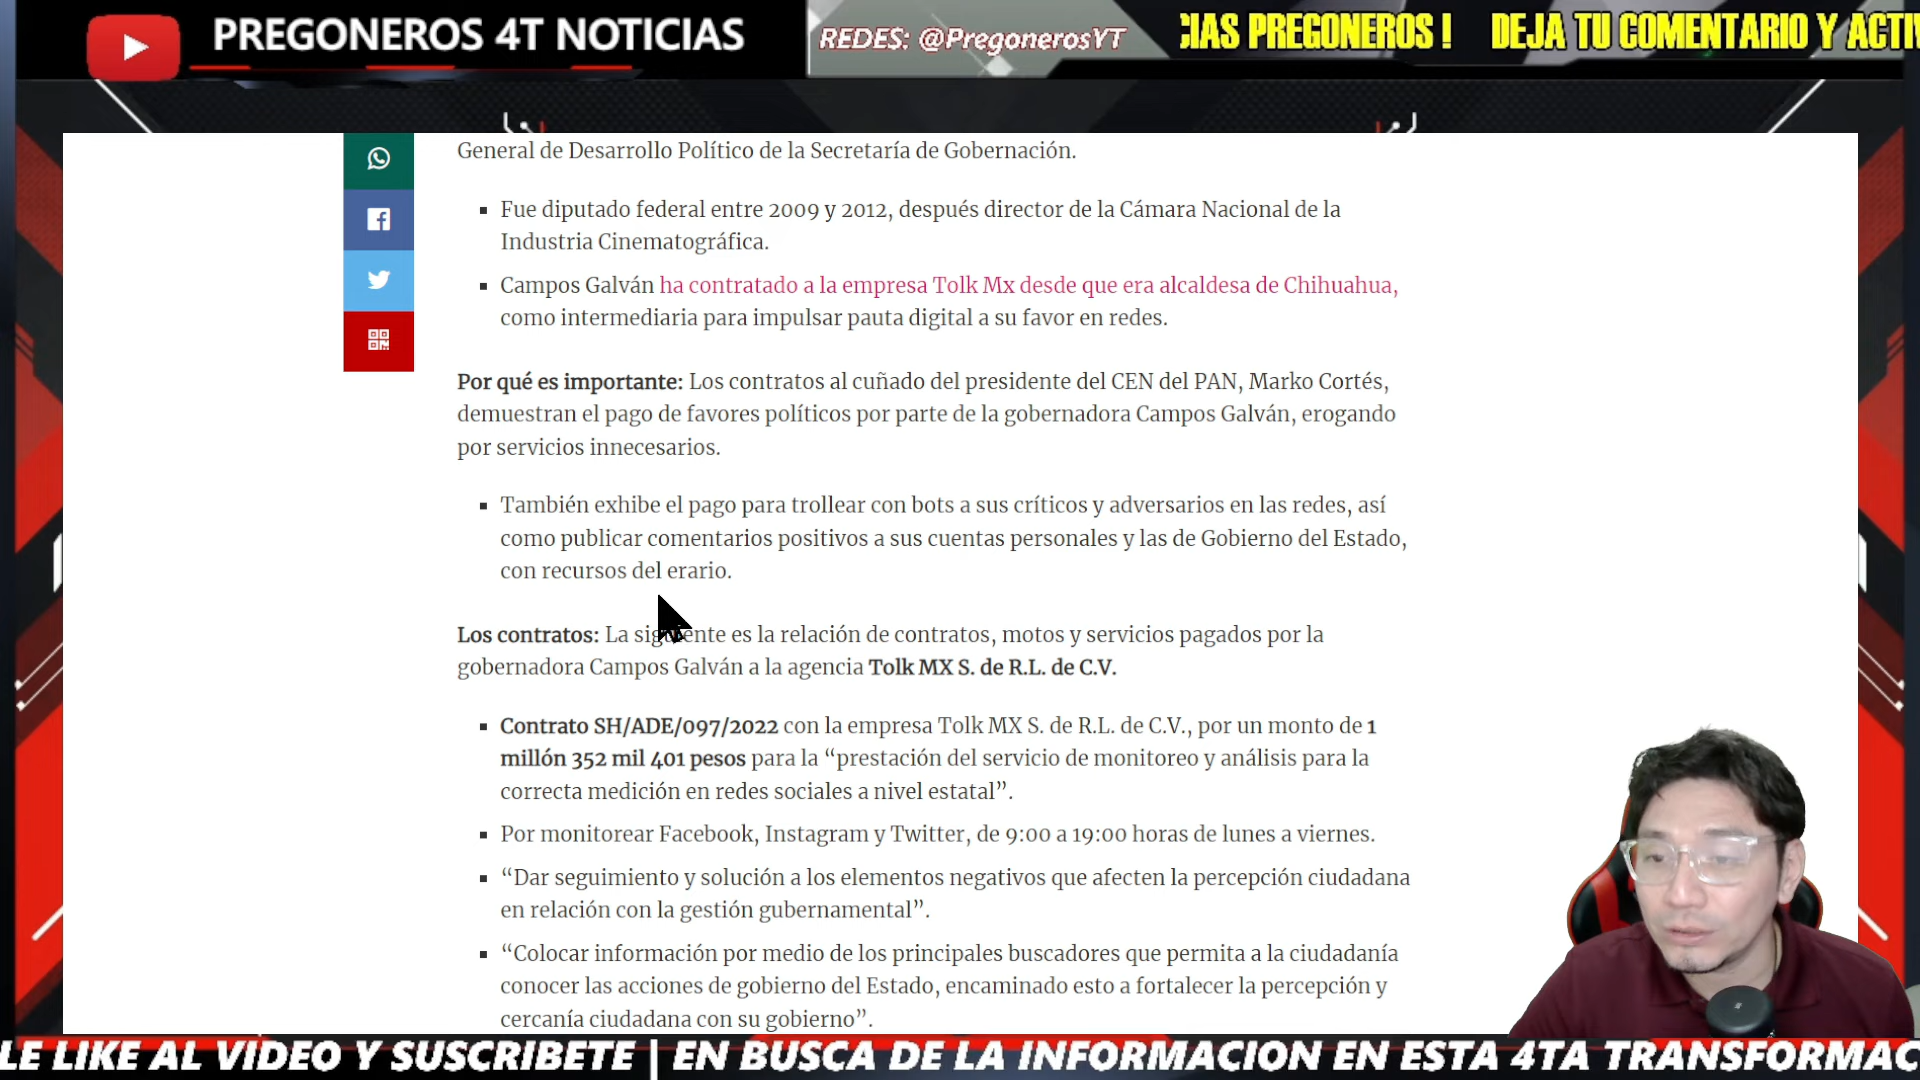 PREGONEROS 4T NOTICIAS
REDES: @PregonerosYT
IAS PREGONEROS !
DEJA TU COMENTARIO Y ACTI
General de Desarrollo Político de la Secretaría de Gobernación.
▪ Fue diputado federal entre 2009 y 2012, después director de la Cámara Nacional de la
Industria Cinematográfica.
▪ Campos Galván ha contratado a la empresa Tolk Mx desde que era alcaldesa de Chihuahua,
como intermediaria para impulsar pauta digital a su favor en redes.
Por qué es importante: Los contratos al cuñado del presidente del CEN del PAN, Marko Cortés,
demuestran el pago de favores políticos por parte de la gobernadora Campos Galván, erogando
por servicios innecesarios.
▪ También exhibe el pago para trollear con bots a sus críticos y adversarios en las redes, así
como publicar comentarios positivos a sus cuentas personales y las de Gobierno del Estado,
con recursos del erario.
Los contratos: La siguiente es la relación de contratos, motos y servicios pagados por la
gobernadora Campos Galván a la agencia Tolk MX S. de R.L. de C.V.
▪ Contrato SH/ADE/097/2022 con la empresa Tolk MX S. de R.L. de C.V., por un monto de 1
millón 352 mil 401 pesos para la “prestación del servicio de monitoreo y análisis para la
correcta medición en redes sociales a nivel estatal”.
▪ Por monitorear Facebook, Instagram y Twitter, de 9:00 a 19:00 horas de lunes a viernes.
▪ “Dar seguimiento y solución a los elementos negativos que afecten la percepción ciudadana
en relación con la gestión gubernamental”.
▪ “Colocar información por medio de los principales buscadores que permita a la ciudadanía
conocer las acciones de gobierno del Estado, encaminado esto a fortalecer la percepción y
cercanía ciudadana con su gobierno”.
LE LIKE AL VIDEO Y SUSCRIBETE | EN BUSCA DE LA INFORMACION EN ESTA 4TA TRANSFORMAC